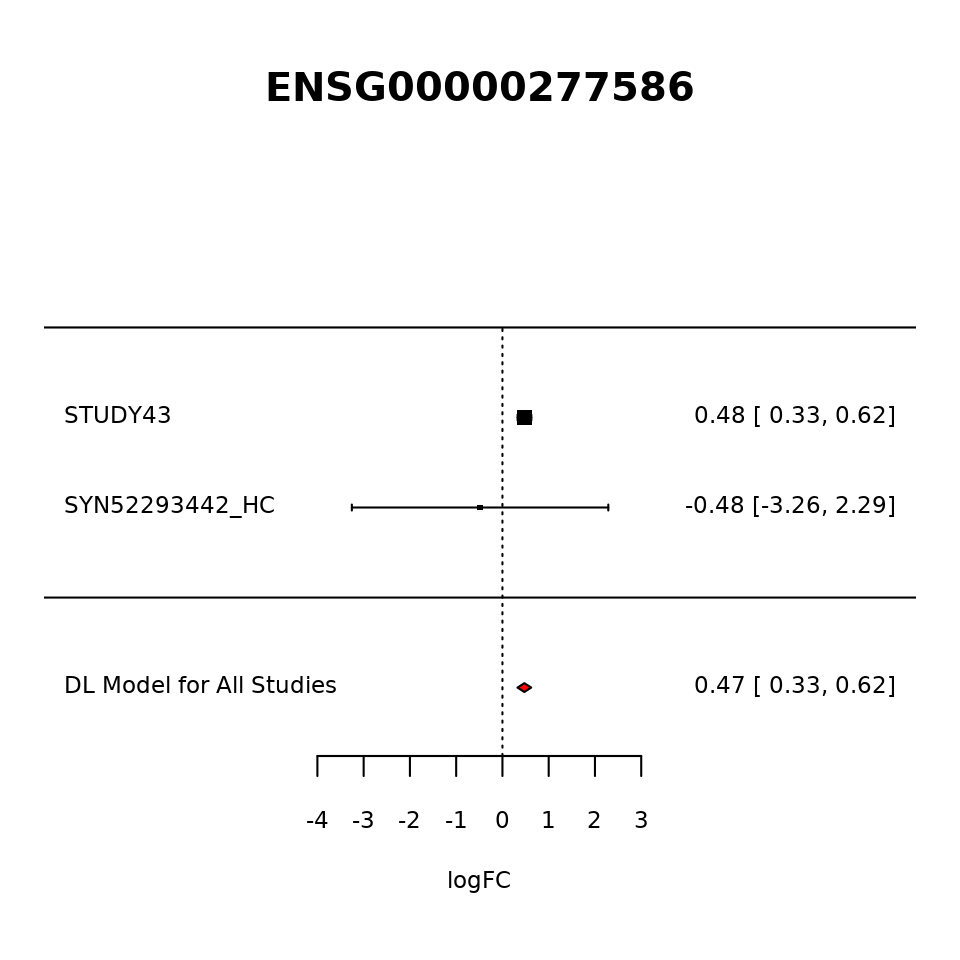 ENSG00000277586
STUDY43 0.48 [ 0.33, 0.62]
SYN52293442_HC -0.48 [-3.26, 2.29]
DL Model for All Studies 0.47 [ 0.33, 0.62]
-4 -3 -2 -1 0 1 2 3
logFC